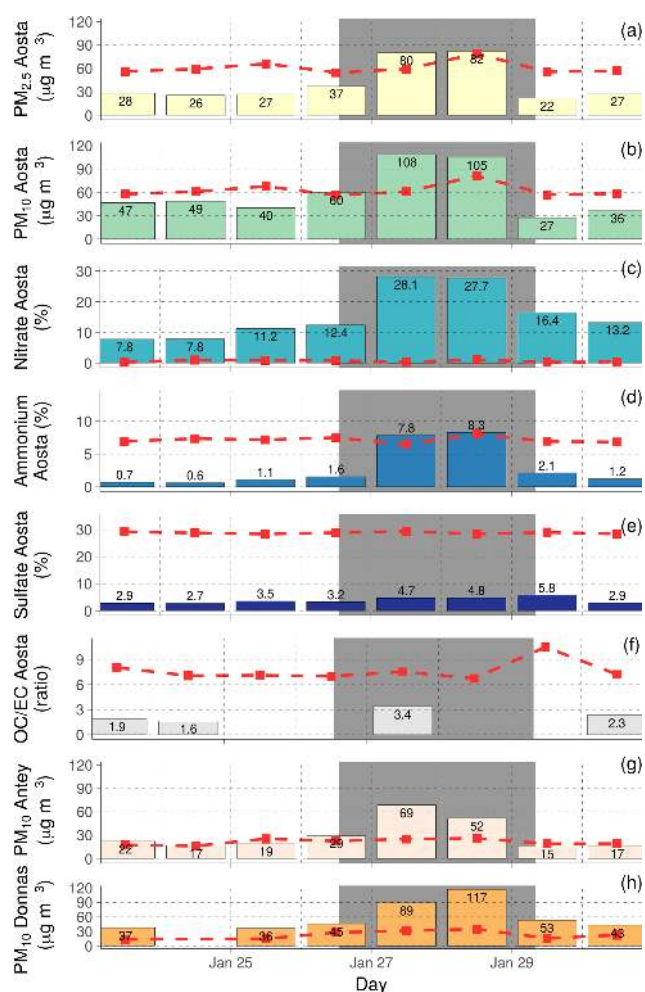 (a)
PM2.5 Aosta
(µg m 3)
120
90
60
30
0
28 26 27 37 80 82 22 27
(b)
PM10 Aosta
(µg m 3)
120
90
60
30
0
47 49 40 60 108 105 27 36
(c)
Nitrate Aosta
(%)
30
20
10
0
7.8 7.8 11.2 12.4 28.1 27.7 16.4 13.2
(d)
Ammonium
Aosta (%)
10
5
0
0.7 0.6 1.1 1.6 7.8 8.3 2.1 1.2
(e)
Sulfate Aosta
(%)
30
20
10
0
2.9 2.7 3.5 3.2 4.7 4.8 5.8 2.9
(f)
OC/EC Aosta
(ratio)
9
6
3
0
1.9 1.6 3.4 2.3
(g)
PM10 Antey
(µg m 3)
120
90
60
30
0
22 17 19 29 69 52 15 17
(h)
PM10 Donnas
(µg m 3)
120
90
60
30
0
37 36 45 89 117 53 43
Jan 25 Jan 27 Jan 29
Day